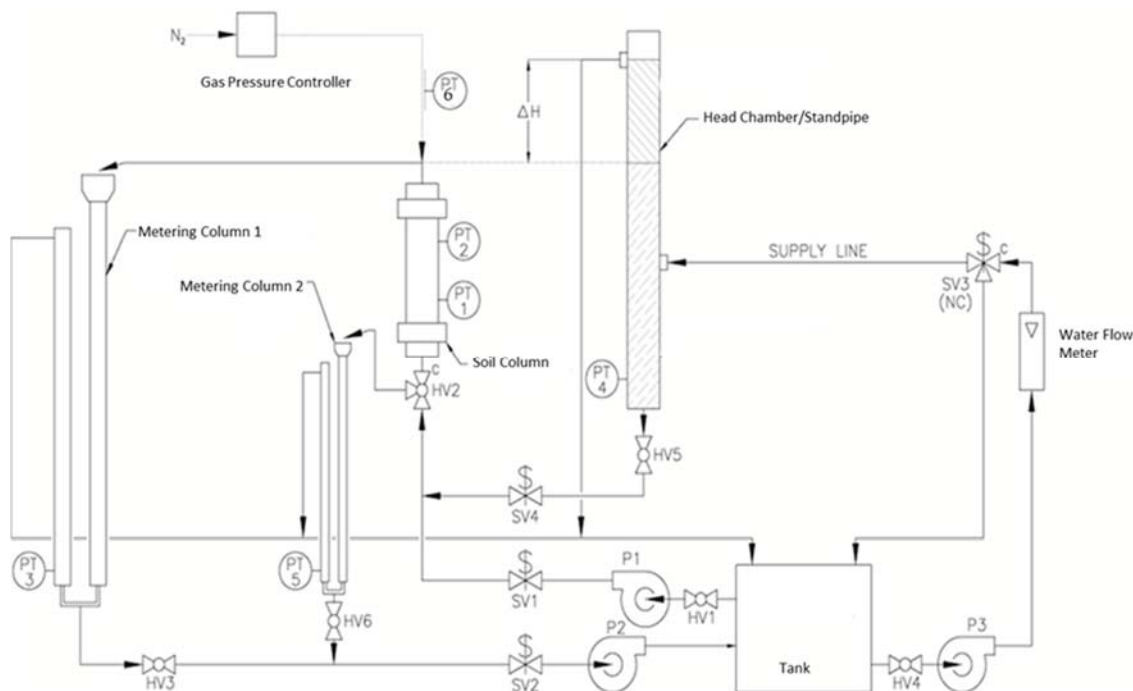 N₂
Gas Pressure Controller
PT
6
ΔH
Head Chamber/Standpipe
Metering Column 1
PT
2
SUPPLY LINE
C
SV3
(NC)
Metering Column 2
PT
1
Water Flow
Meter
Soil Column
C
HV2
PT
4
HV5
SV4
PT
3
PT
5
P1
SV1
HV1
HV6
P2
P3
HV3
SV2
Tank
HV4